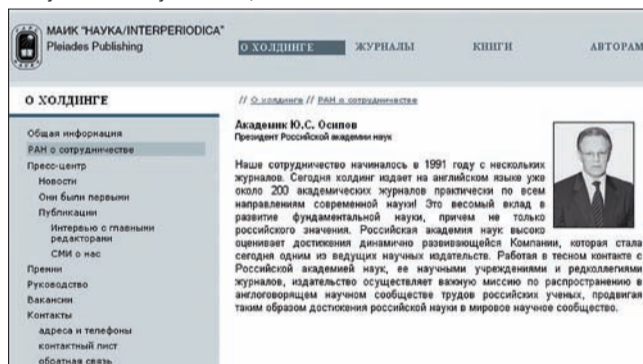 МАИК "НАУКА/INTERPERIODICA"
Pleiades Publishing
О ХОЛДИНГЕ ЖУРНАЛЫ КНИГИ АВТОРАМ
О ХОЛДИНГЕ
Общая информация
РАН о сотрудничестве
Пресс-центр
Новости
Они были первыми
Публикации
Интервью с главными
редакторами
СМИ о нас
Премии
Руководство
Вакансии
Контакты
адреса и телефоны
контактный лист
обратная связь
// О холдинге // РАН о сотрудничестве
Академик Ю.С. Осипов
Президент Российской академии наук
Наше сотрудничество начиналось в 1991 году с нескольких
журналов. Сегодня холдинг издает на английском языке уже
около 200 академических журналов практически по всем
направлениям современной науки! Это весомый вклад в
развитие фундаментальной науки, причем не только
российского значения. Российская академия наук высоко
оценивает достижения динамично развивающейся Компании, которая стала
сегодня одним из ведущих научных издательств. Работая в тесном контакте с
Российской академией наук, ее научными учреждениями и редколлегиями
журналов, издательство осуществляет важную миссию по распространению в
англоговорящем научном сообществе трудов российских ученых, продвигая
таким образом достижения российской науки в мировое научное сообщество.